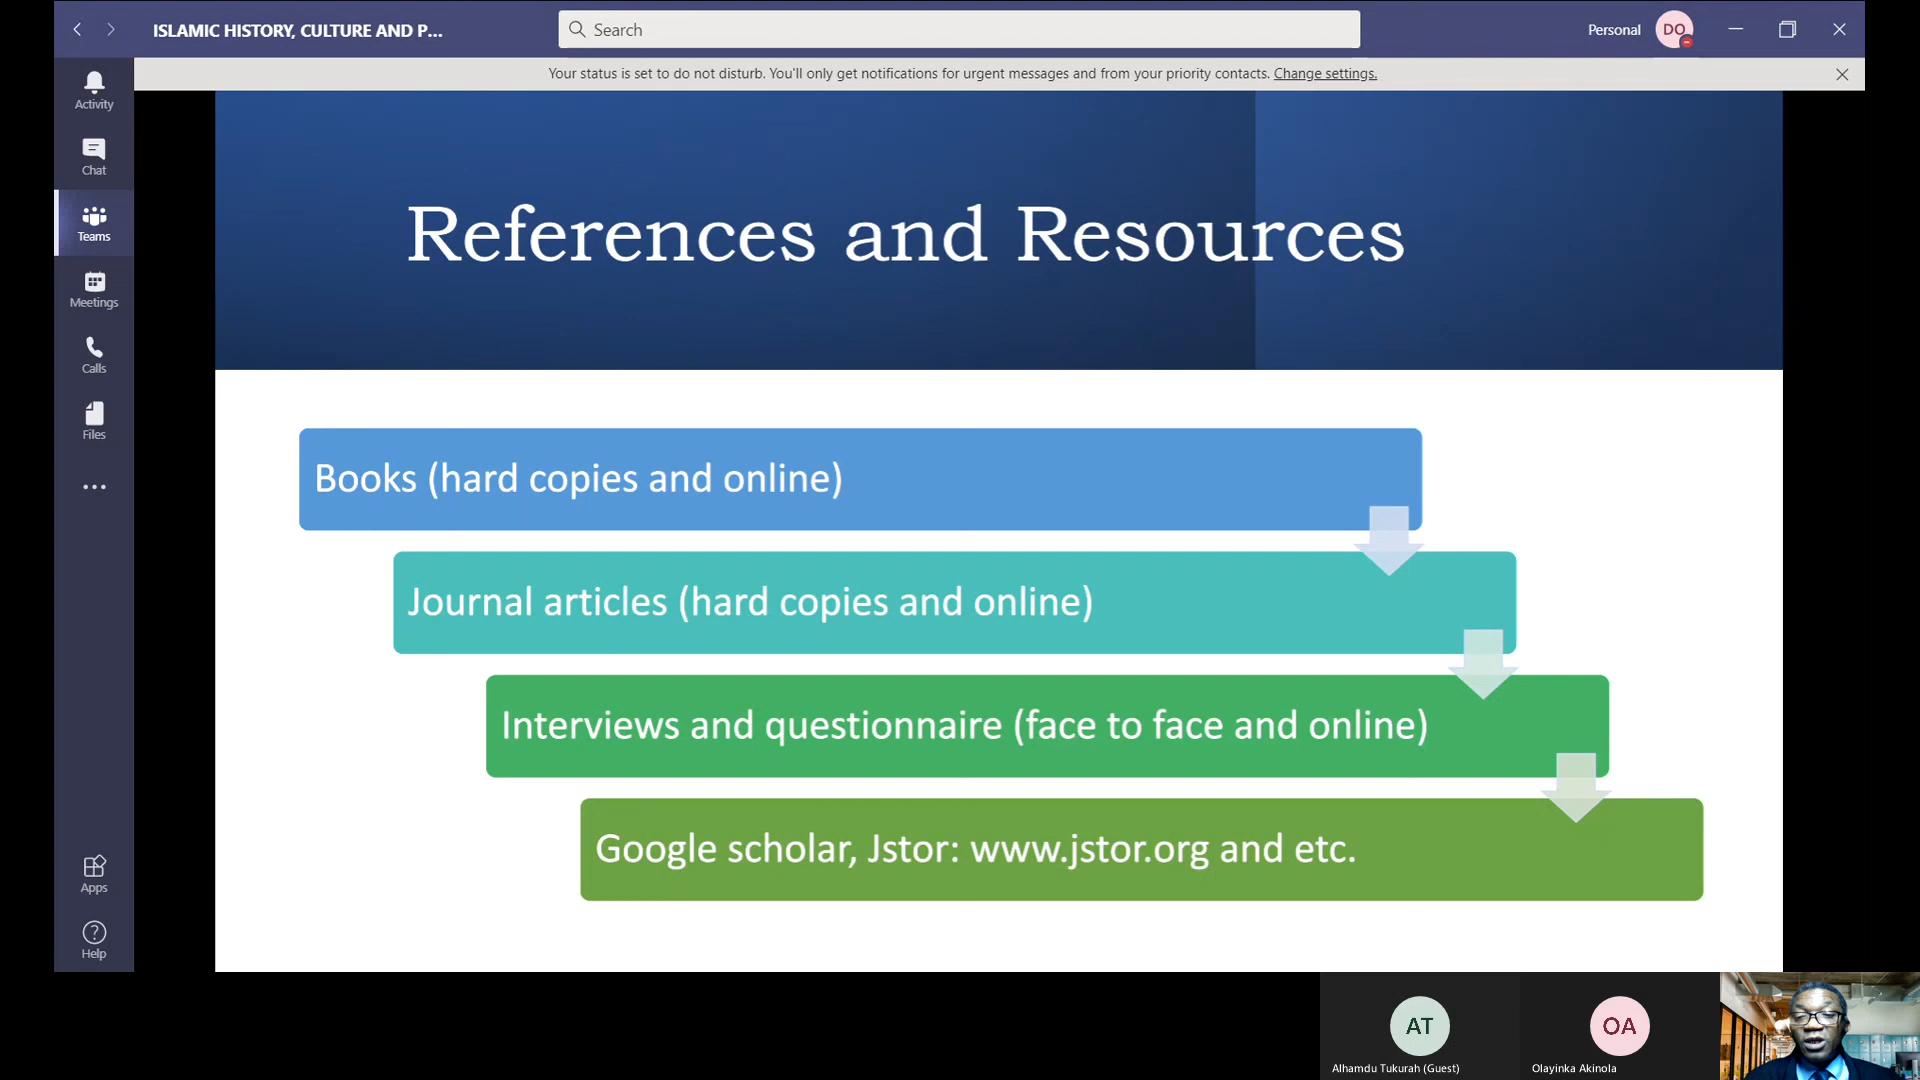 ISLAMIC HISTORY, CULTURE AND P...
Search
Personal
DO
Your status is set to do not disturb. You'll only get notifications for urgent messages and from your priority contacts. Change settings.
Activity
Chat
Teams
Meetings
Calls
Files
Apps
Help
References and Resources
Books (hard copies and online)
Journal articles (hard copies and online)
Interviews and questionnaire (face to face and online)
Google scholar, Jstor: www.jstor.org and etc.
AT
Alhamdu Tukurah (Guest)
OA
Olayinka Akinola